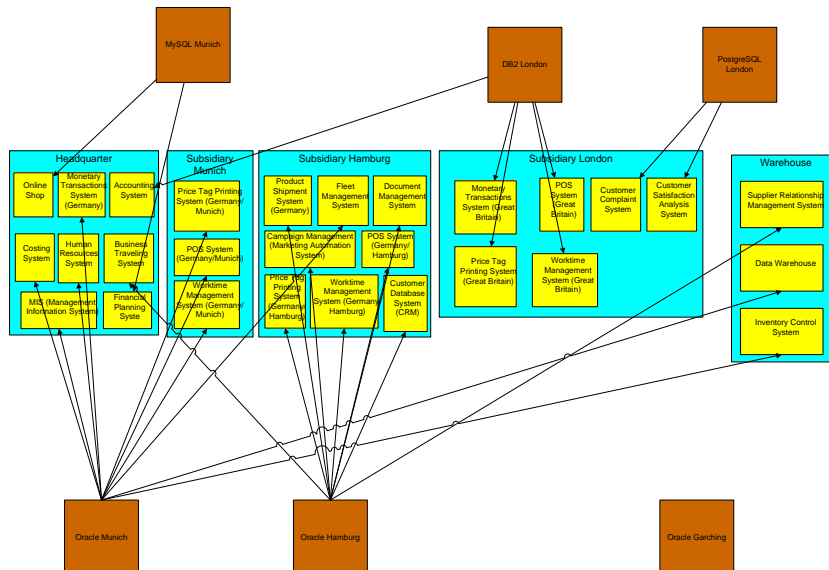 MySQL Munich
DB2 London
PostgreSQL
London
Headquarter
Online
Shop
Monetary
Transactions
System
(Germany)
Accounting
System
Costing
System
Human
Resources
System
Business
Traveling
System
MIS (Management
Information System)
Financial
Planning
Syste
Subsidiary
Munich
Price Tag Printing
System (Germany/
Munich)
POS System
(Germany/Munich)
Worktime
Management
System (Germany/
Munich)
Subsidiary Hamburg
Product
Shipment
System
(Germany)
Fleet
Management
System
Document
Management
System
Campaign Management
(Marketing Automation
System)
POS System
(Germany/
Hamburg)
Price Tag
Printing
System
(Germany/
Hamburg)
Worktime
Management
System (Germany/
Hamburg)
Customer
Database
System
(CRM)
Subsidiary London
Monetary
Transactions
System (Great
Britain)
POS
System
(Great
Britain)
Customer
Complaint
System
Customer
Satisfaction
Analysis
System
Price Tag
Printing System
(Great Britain)
Worktime
Management
System (Great
Britain)
Warehouse
Supplier Relationship
Management System
Data Warehouse
Inventory Control
System
Oracle Munich
Oracle Hamburg
Oracle Garching